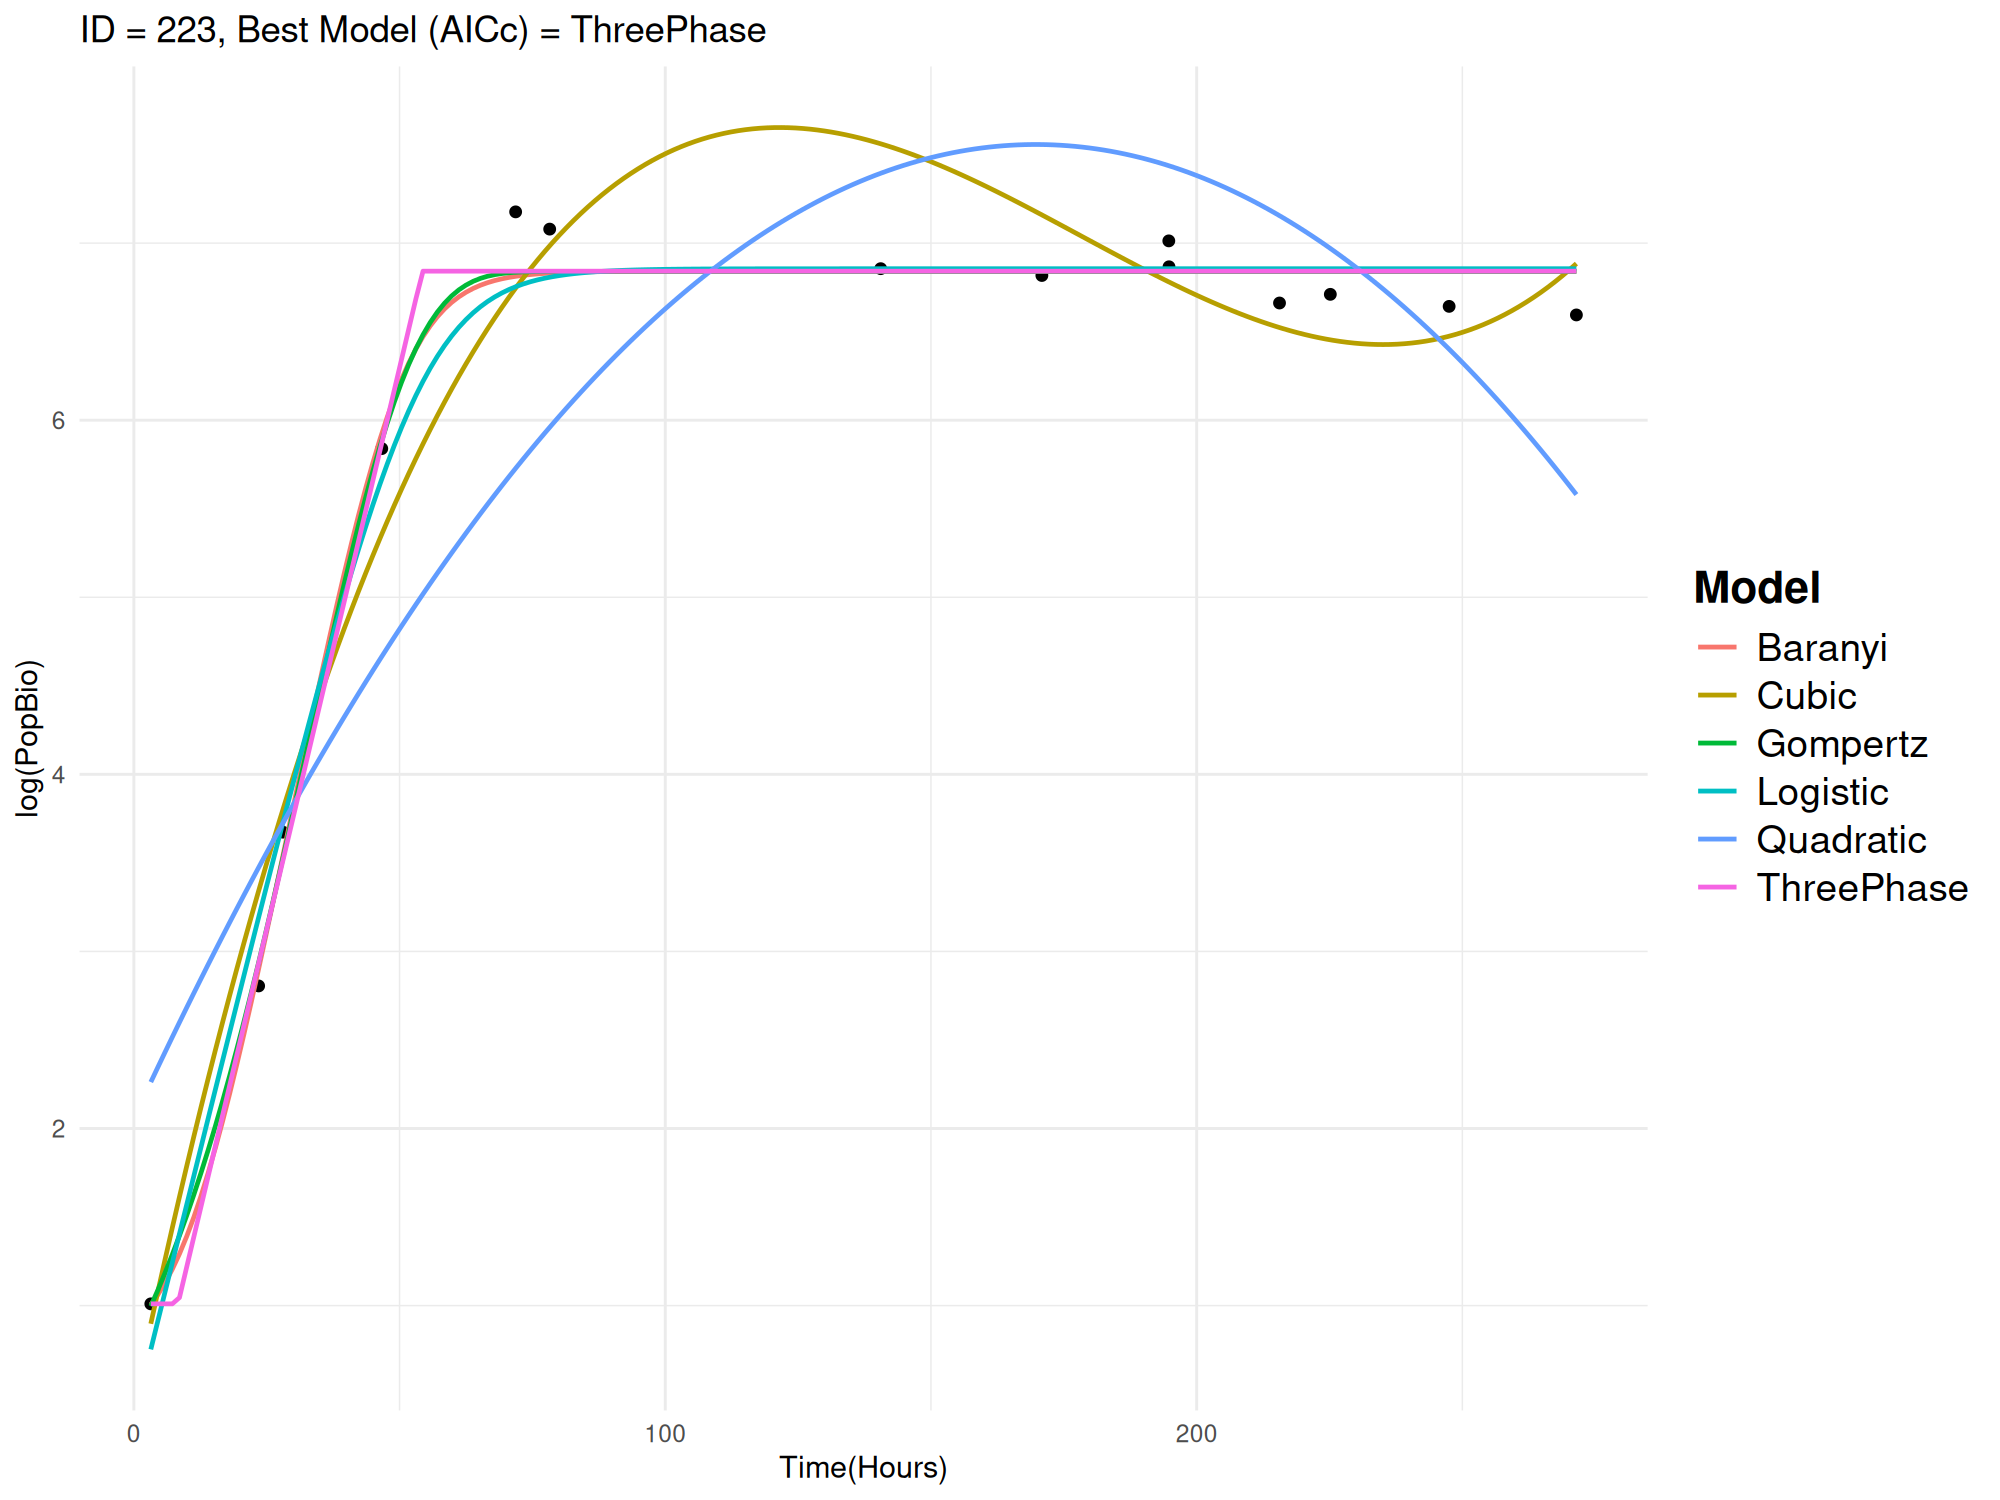 ID = 223, Best Model (AICc) = ThreePhase
log(PopBio)
6
4
2
0 100 200
Time(Hours)
Model
Baranyi
Cubic
Gompertz
Logistic
Quadratic
ThreePhase